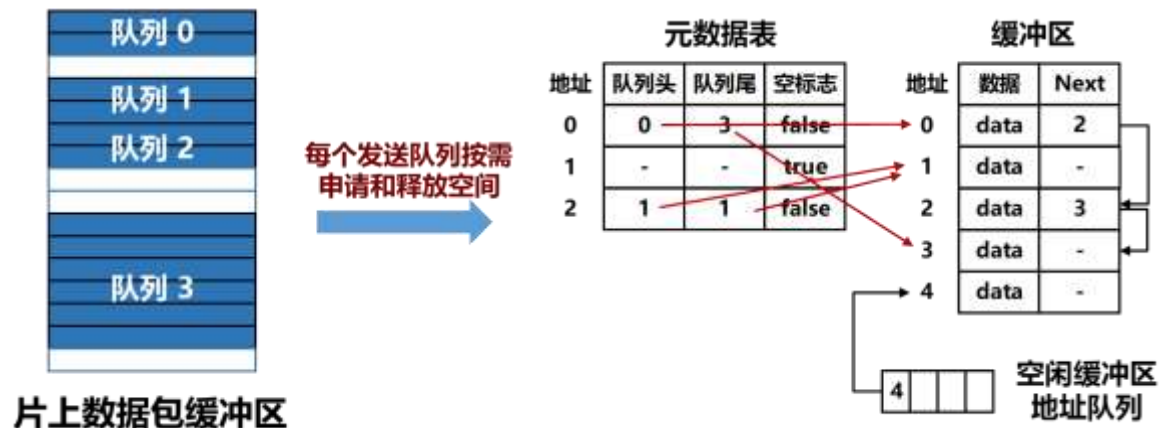 队列 0
队列 1
队列 2
队列 3
片上数据包缓冲区
每个发送队列按需
申请和释放空间
元数据表
地址 队列头 队列尾 空标志
0 0 3 false
1 - - true
2 1 1 false
缓冲区
地址 数据 Next
0 data 2
1 data -
2 data 3
3 data -
4 data -
4
空闲缓冲区
地址队列